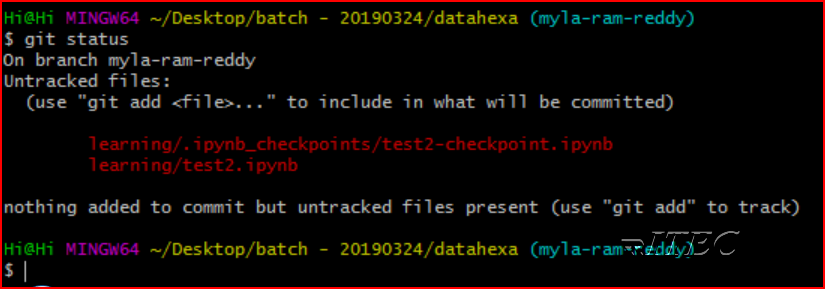 Hi@Hi MINGW64 ~/Desktop/batch - 20190324/datahexa (myla-ram-reddy)
$ git status
On branch myla-ram-reddy
Untracked files:
  (use "git add <file>..." to include in what will be committed)
        learning/.ipynb_checkpoints/test2-checkpoint.ipynb
        learning/test2.ipynb
nothing added to commit but untracked files present (use "git add" to track)
Hi@Hi MINGW64 ~/Desktop/batch - 20190324/datahexa (myla-ram-reddy)
$